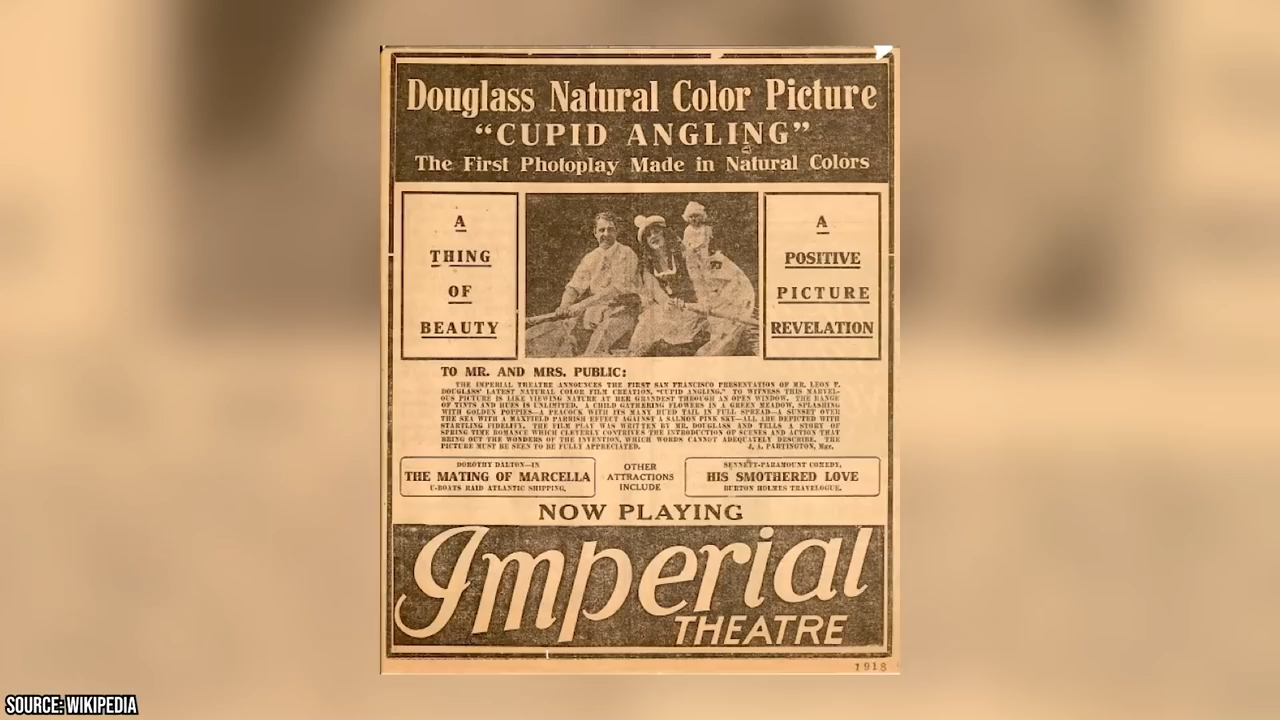 Douglass Natural Color Picture
"CUPID ANGLING"
The First Photoplay Made in Natural Colors
A
THING
OF
BEAUTY
A
POSITIVE
PICTURE
REVELATION
TO MR. AND MRS. PUBLIC:
THE IMPERIAL THEATRE ANNOUNCES THE FIRST SAN FRANCISCO PRESENTATION OF MR. LEON F.
DOUGLASS' LATEST NATURAL COLOR FILM CREATION, "CUPID ANGLING." TO WITNESS THIS MARVEL-
OUS PICTURE IS LIKE VIEWING NATURE AT HER GRANDEST THROUGH AN OPEN WINDOW. THE RANGE
OF TINTS AND HUES IS UNLIMITED. A CHILD GATHERING FLOWERS IN A GREEN MEADOW, SPLASHING
WITH GOLDEN POPPIES—A PEACOCK WITH ITS MANY HUED TAIL IN FULL SPREAD—A SUNSET OVER
THE SEA WITH A MAXFIELD PARRISH EFFECT AGAINST A SALMON PINK SKY—ALL ARE DEPICTED WITH
STARTLING FIDELITY. THE FILM PLAY WAS WRITTEN BY MR. DOUGLASS AND TELLS A STORY OF
SPRING TIME ROMANCE WHICH CLEVERLY CONTRIVES THE INTRODUCTION OF SCENES AND ACTION THAT
BRING OUT THE WONDERS OF THE INVENTION, WHICH WORDS CANNOT ADEQUATELY DESCRIBE. THE
PICTURE MUST BE SEEN TO BE FULLY APPRECIATED. J. A. PARTINGTON, Mgr.
DOROTHY DALTON—IN
THE MATING OF MARCELLA
U-BOATS RAID ATLANTIC SHIPPING.
OTHER
ATTRACTIONS
INCLUDE
SENNETT-PARAMOUNT COMEDY,
HIS SMOTHERED LOVE
BURTON HOLMES TRAVELOGUE.
NOW PLAYING
Imperial
THEATRE
1918
SOURCE: WIKIPEDIA